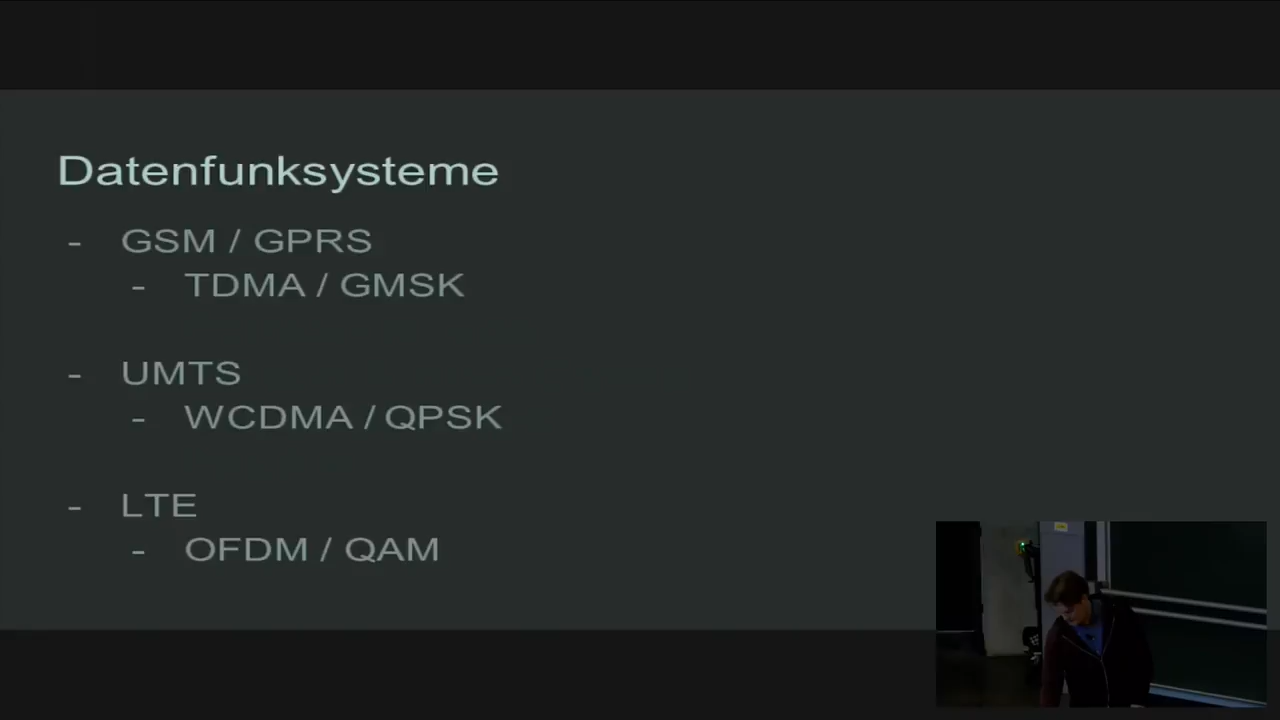 Datenfunksysteme
- GSM / GPRS
- TDMA / GMSK
- UMTS
- WCDMA / QPSK
- LTE
- OFDM / QAM